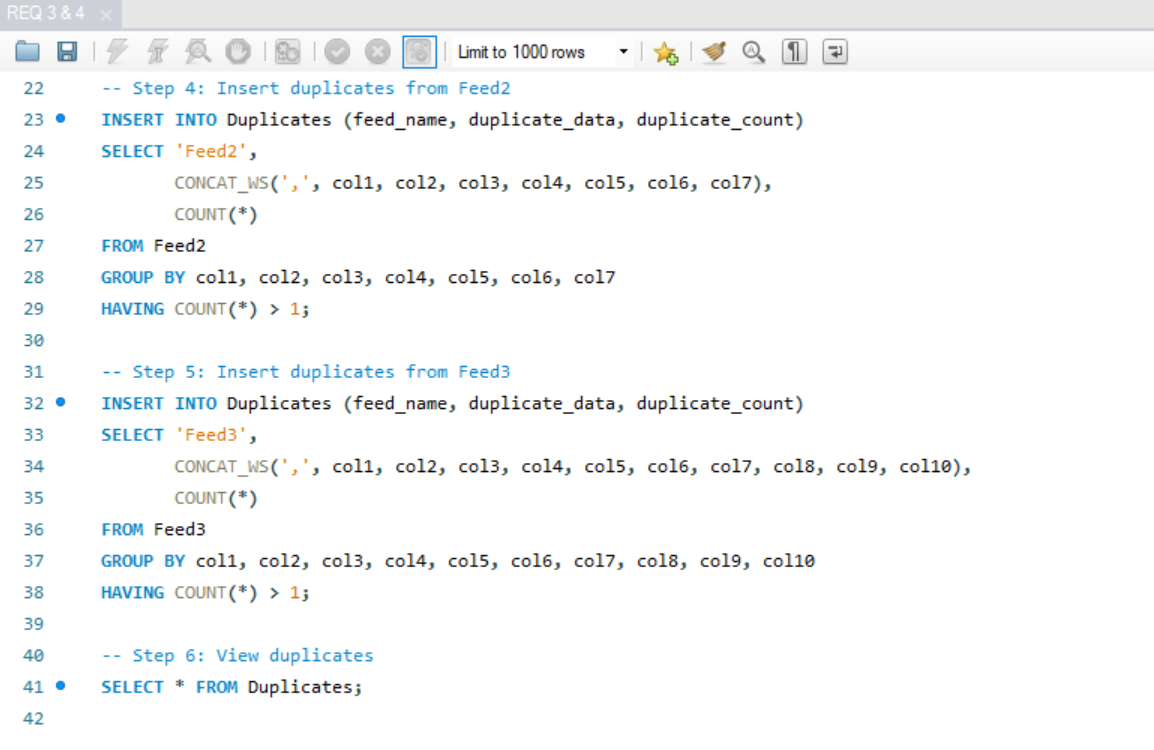 REQ 3 & 4
Limit to 1000 rows
22 -- Step 4: Insert duplicates from Feed2
23 INSERT INTO Duplicates (feed_name, duplicate_data, duplicate_count)
24 SELECT 'Feed2',
25 CONCAT_WS(',', col1, col2, col3, col4, col5, col6, col7),
26 COUNT(*)
27 FROM Feed2
28 GROUP BY col1, col2, col3, col4, col5, col6, col7
29 HAVING COUNT(*) > 1;
30
31 -- Step 5: Insert duplicates from Feed3
32 INSERT INTO Duplicates (feed_name, duplicate_data, duplicate_count)
33 SELECT 'Feed3',
34 CONCAT_WS(',', col1, col2, col3, col4, col5, col6, col7, col8, col9, col10),
35 COUNT(*)
36 FROM Feed3
37 GROUP BY col1, col2, col3, col4, col5, col6, col7, col8, col9, col10
38 HAVING COUNT(*) > 1;
39
40 -- Step 6: View duplicates
41 SELECT * FROM Duplicates;
42